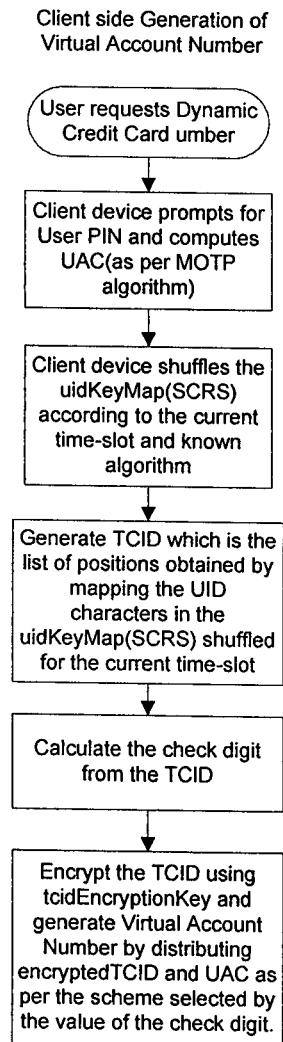 Client side Generation of
Virtual Account Number
User requests Dynamic
Credit Card umber
Client device prompts for
User PIN and computes
UAC(as per MOTP
algorithm)
Client device shuffles the
uidKeyMap(SCRS)
according to the current
time-slot and known
algorithm
Generate TCID which is the
list of positions obtained by
mapping the UID
characters in the
uidKeyMap(SCRS) shuffled
for the current time-slot
Calculate the check digit
from the TCID
Encrypt the TCID using
tcidEncryptionKey and
generate Virtual Account
Number by distributing
encryptedTCID and UAC as
per the scheme selected by
the value of the check digit.